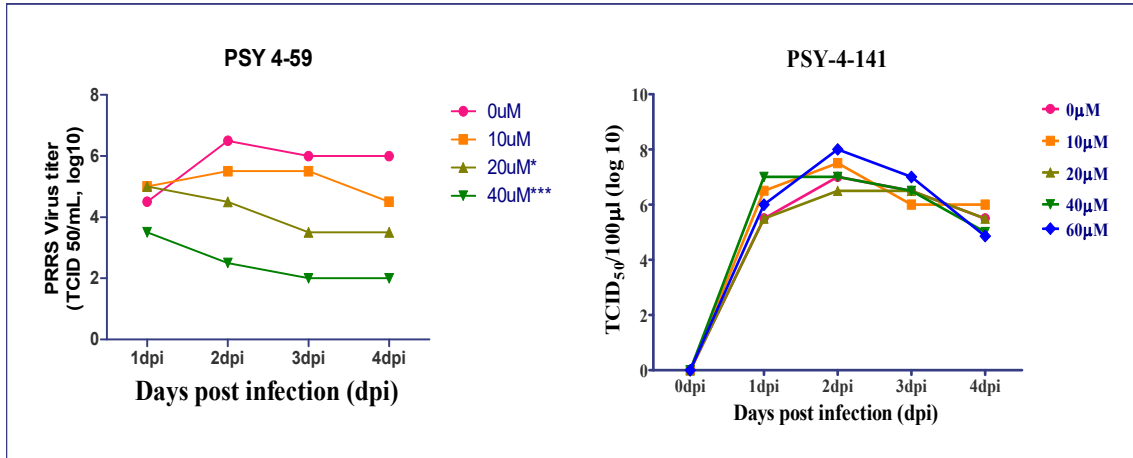 PSY 4-59
PRRS Virus titer
(TCID 50/mL, log10)
8
6
4
2
0
1dpi 2dpi 3dpi 4dpi
Days post infection (dpi)
0uM
10uM
20uM*
40uM***
PSY-4-141
TCID50/100µl (log 10)
10
8
6
4
2
0
0dpi 1dpi 2dpi 3dpi 4dpi
Days post infection (dpi)
0µM
10µM
20µM
40µM
60µM